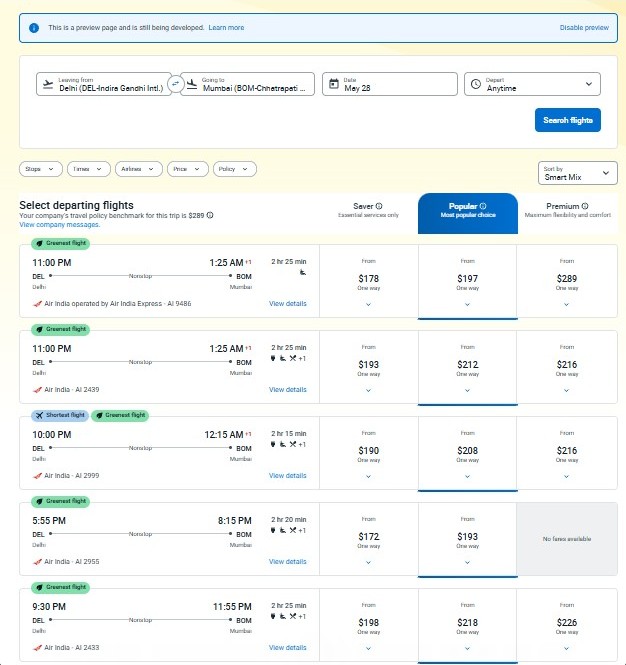 This is a preview page and is still being developed. Learn more
Disable preview
Leaving from
Delhi (DEL-Indira Gandhi Intl.)
Going to
Mumbai (BOM-Chhatrapati ...
Date
May 28
Depart
Anytime
Search flights
Stops
Times
Airlines
Price
Policy
Sort by
Smart Mix
Select departing flights
Your company's travel policy benchmark for this trip is $289
View company messages.
Saver
Essential services only
Popular
Most popular choice
Premium
Maximum flexibility and comfort
Greenest flight
11:00 PM
1:25 AM +1
2 hr 25 min
DEL
Nonstop
BOM
Delhi
Mumbai
Air India operated by Air India Express - AI 9486
View details
From
$178
One way
From
$197
One way
From
$289
One way
Greenest flight
11:00 PM
1:25 AM +1
2 hr 25 min
DEL
Nonstop
BOM
+1
Delhi
Mumbai
Air India - AI 2439
View details
From
$193
One way
From
$212
One way
From
$216
One way
Shortest flight
Greenest flight
10:00 PM
12:15 AM +1
2 hr 15 min
DEL
Nonstop
BOM
+1
Delhi
Mumbai
Air India - AI 2999
View details
From
$190
One way
From
$208
One way
From
$216
One way
Greenest flight
5:55 PM
8:15 PM
2 hr 20 min
DEL
Nonstop
BOM
+1
Delhi
Mumbai
Air India - AI 2955
View details
From
$172
One way
From
$193
One way
No fares available
Greenest flight
9:30 PM
11:55 PM
2 hr 25 min
DEL
Nonstop
BOM
+1
Delhi
Mumbai
Air India - AI 2433
View details
From
$198
One way
From
$218
One way
From
$226
One way